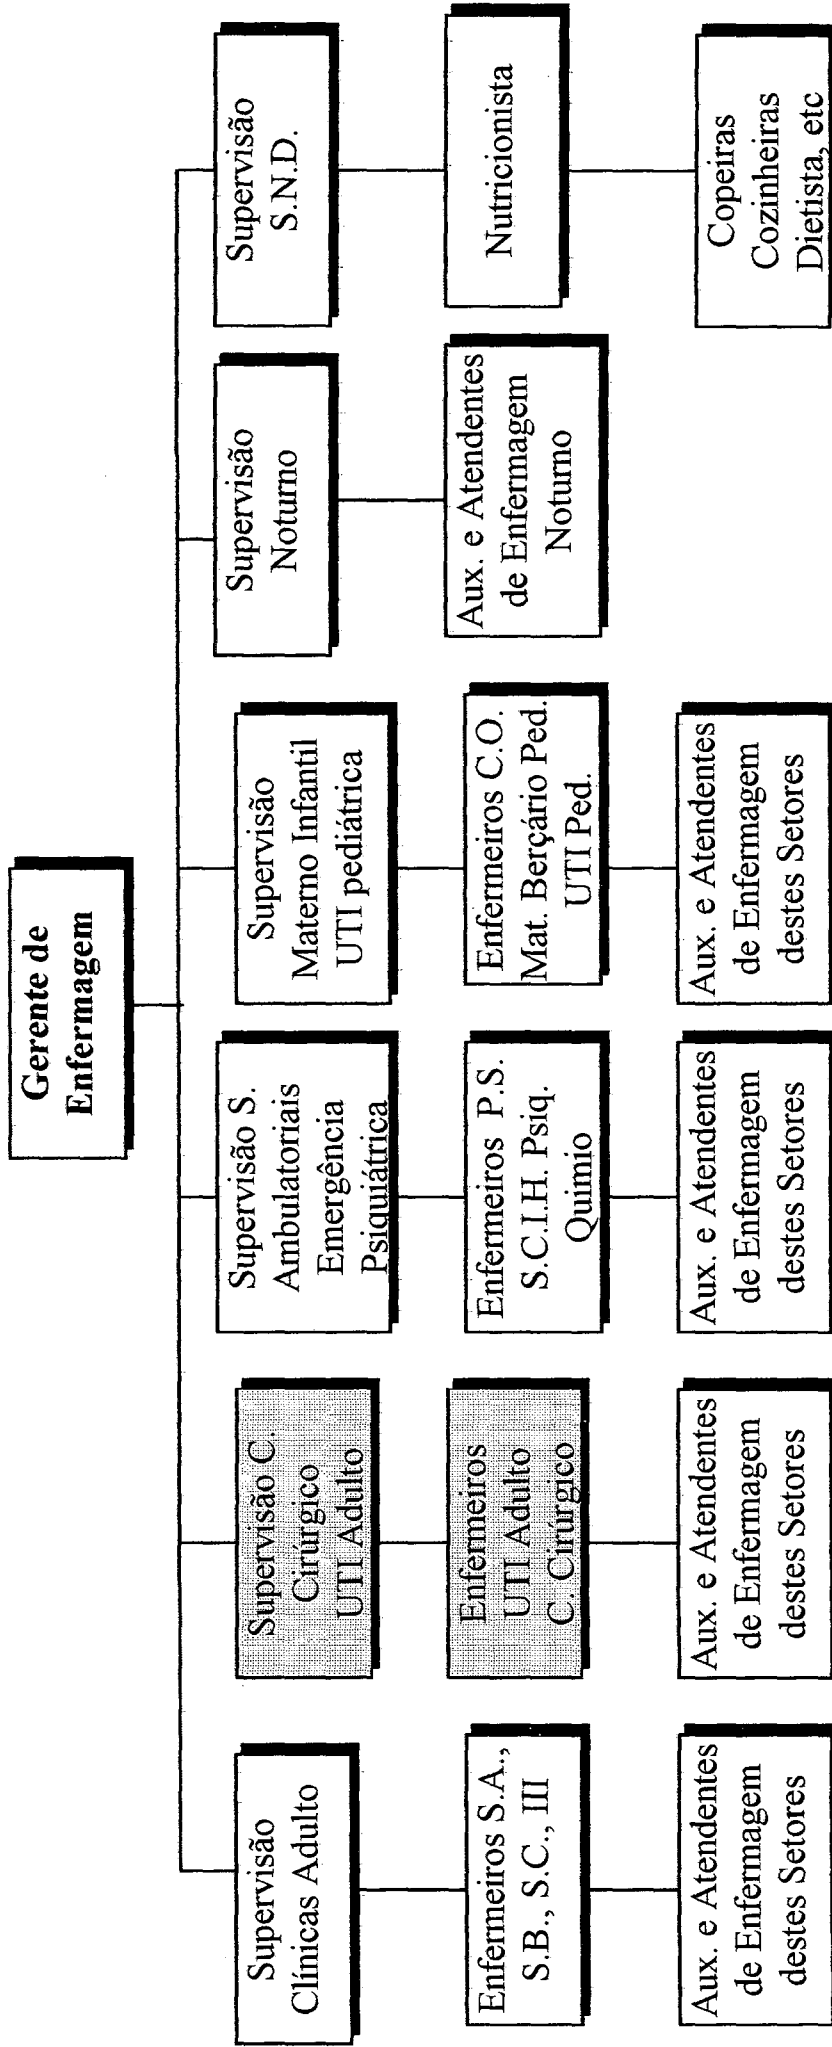 Gerente de
Enfermagem
Supervisão
Clínicas Adulto
Supervisão C.
Cirúrgico
UTI Adulto
Supervisão S.
Ambulatoriais
Emergência
Psiquiátrica
Supervisão
Materno Infantil
UTI pediátrica
Supervisão
Noturno
Supervisão
S.N.D.
Enfermeiros S.A.,
S.B., S.C., III
Enfermeiros
UTI Adulto
C. Cirúrgico
Enfermeiros P.S.
S.C.I.H. Psiq.
Quimio
Enfermeiros C.O.
Mat. Berçário Ped.
UTI Ped.
Aux. e Atendentes
de Enfermagem
Noturno
Nutricionista
Aux. e Atendentes
de Enfermagem
destes Setores
Aux. e Atendentes
de Enfermagem
destes Setores
Aux. e Atendentes
de Enfermagem
destes Setores
Aux. e Atendentes
de Enfermagem
destes Setores
Copeiras
Cozinheiras
Dietista, etc